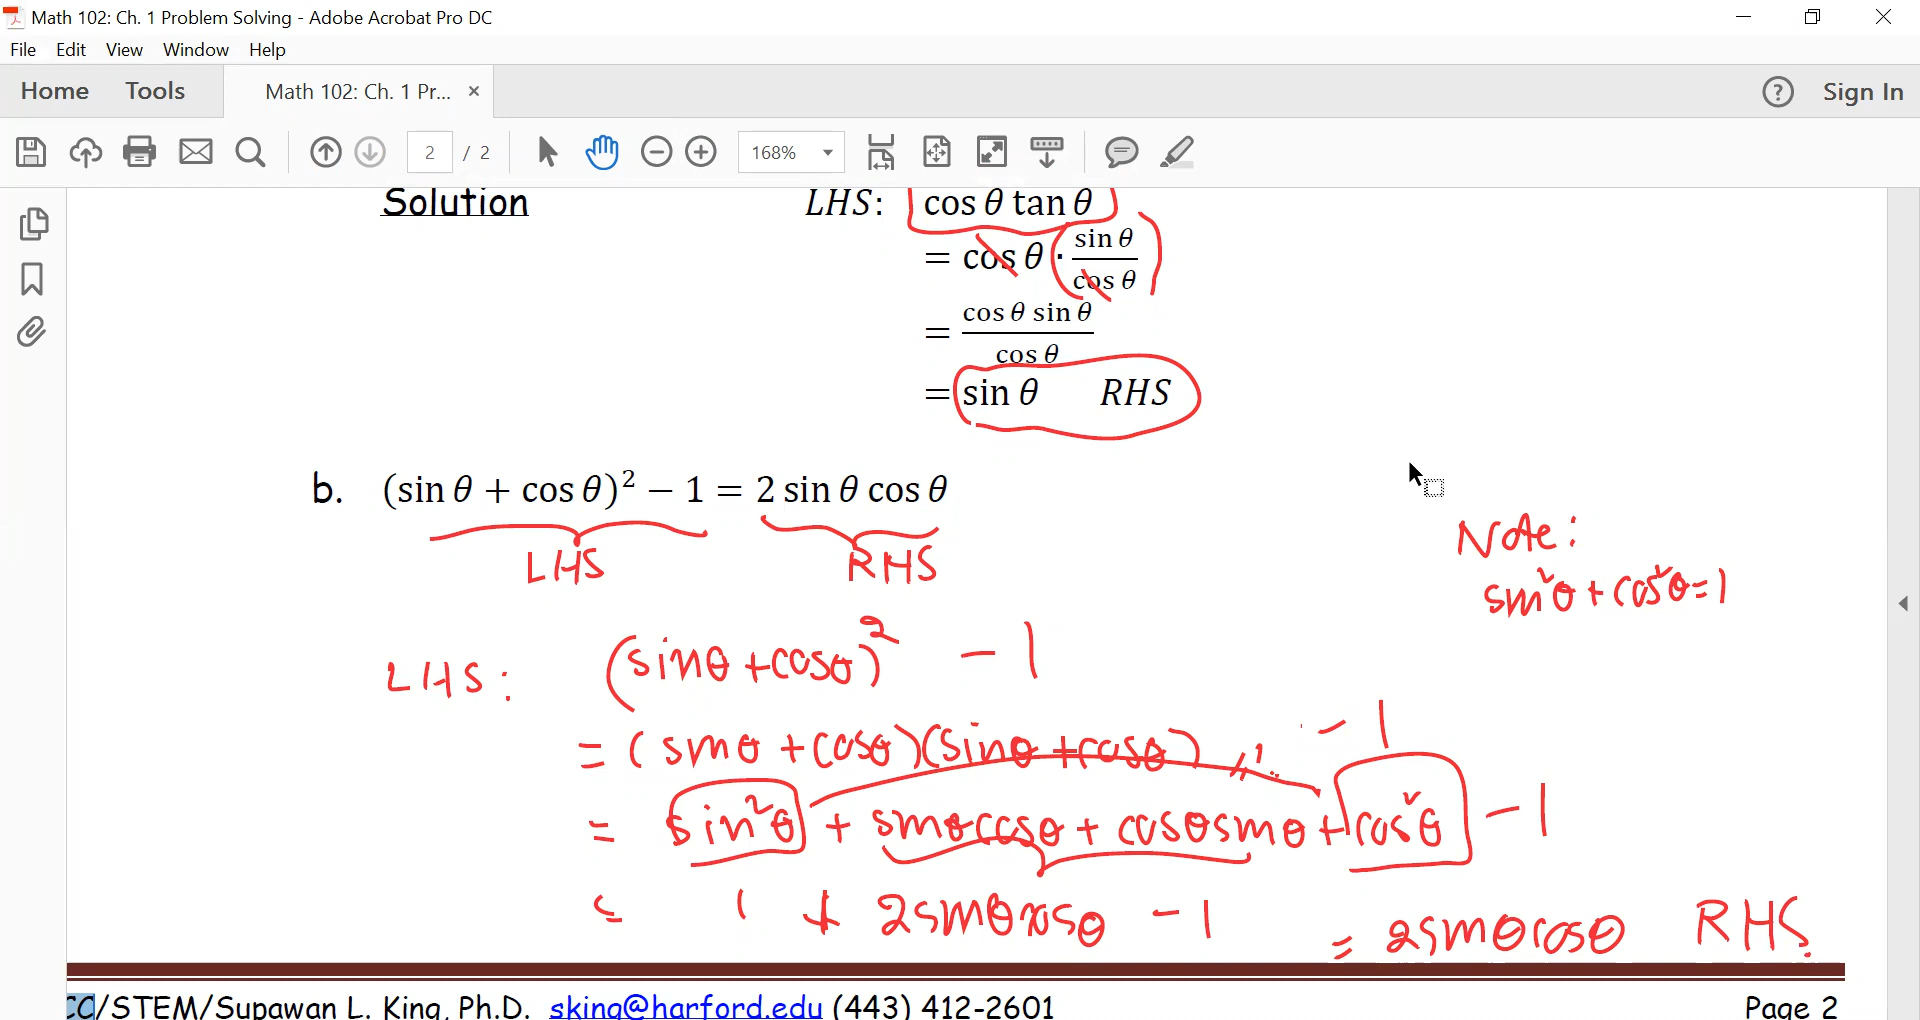 Math 102: Ch. 1 Problem Solving - Adobe Acrobat Pro DC
File Edit View Window Help
Home Tools Math 102: Ch. 1 Pr... × ? Sign In
2 / 2 168%
Solution LHS: cos θ tan θ
= cos θ · sin θ / cos θ
= cos θ sin θ / cos θ
= sin θ RHS
b. (sin θ + cos θ)² − 1 = 2 sin θ cos θ
LHS RHS
Note:
sin²θ + cos²θ = 1
LHS: (sinθ + cosθ)² − 1
= (sinθ + cosθ)(sinθ + cosθ) − 1
= sin²θ + sinθcosθ + cosθsinθ + cos²θ − 1
= 1 + 2sinθcosθ − 1 = 2sinθcosθ RHS
CC/STEM/Supawan L. King, Ph.D. sking@harford.edu (443) 412-2601 Page 2